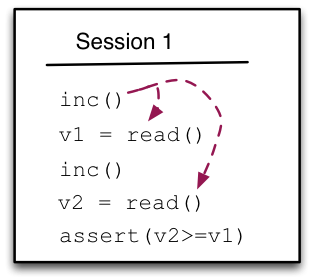 Session 1
inc()
v1 = read()
inc()
v2 = read()
assert(v2>=v1)